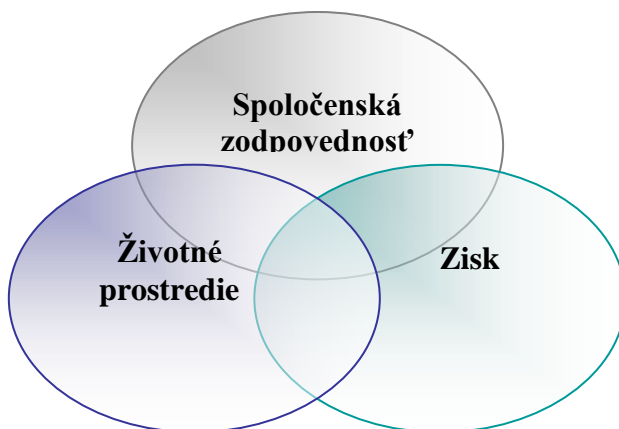 Spoločenská
zodpovednosť
Životné
prostredie
Zisk